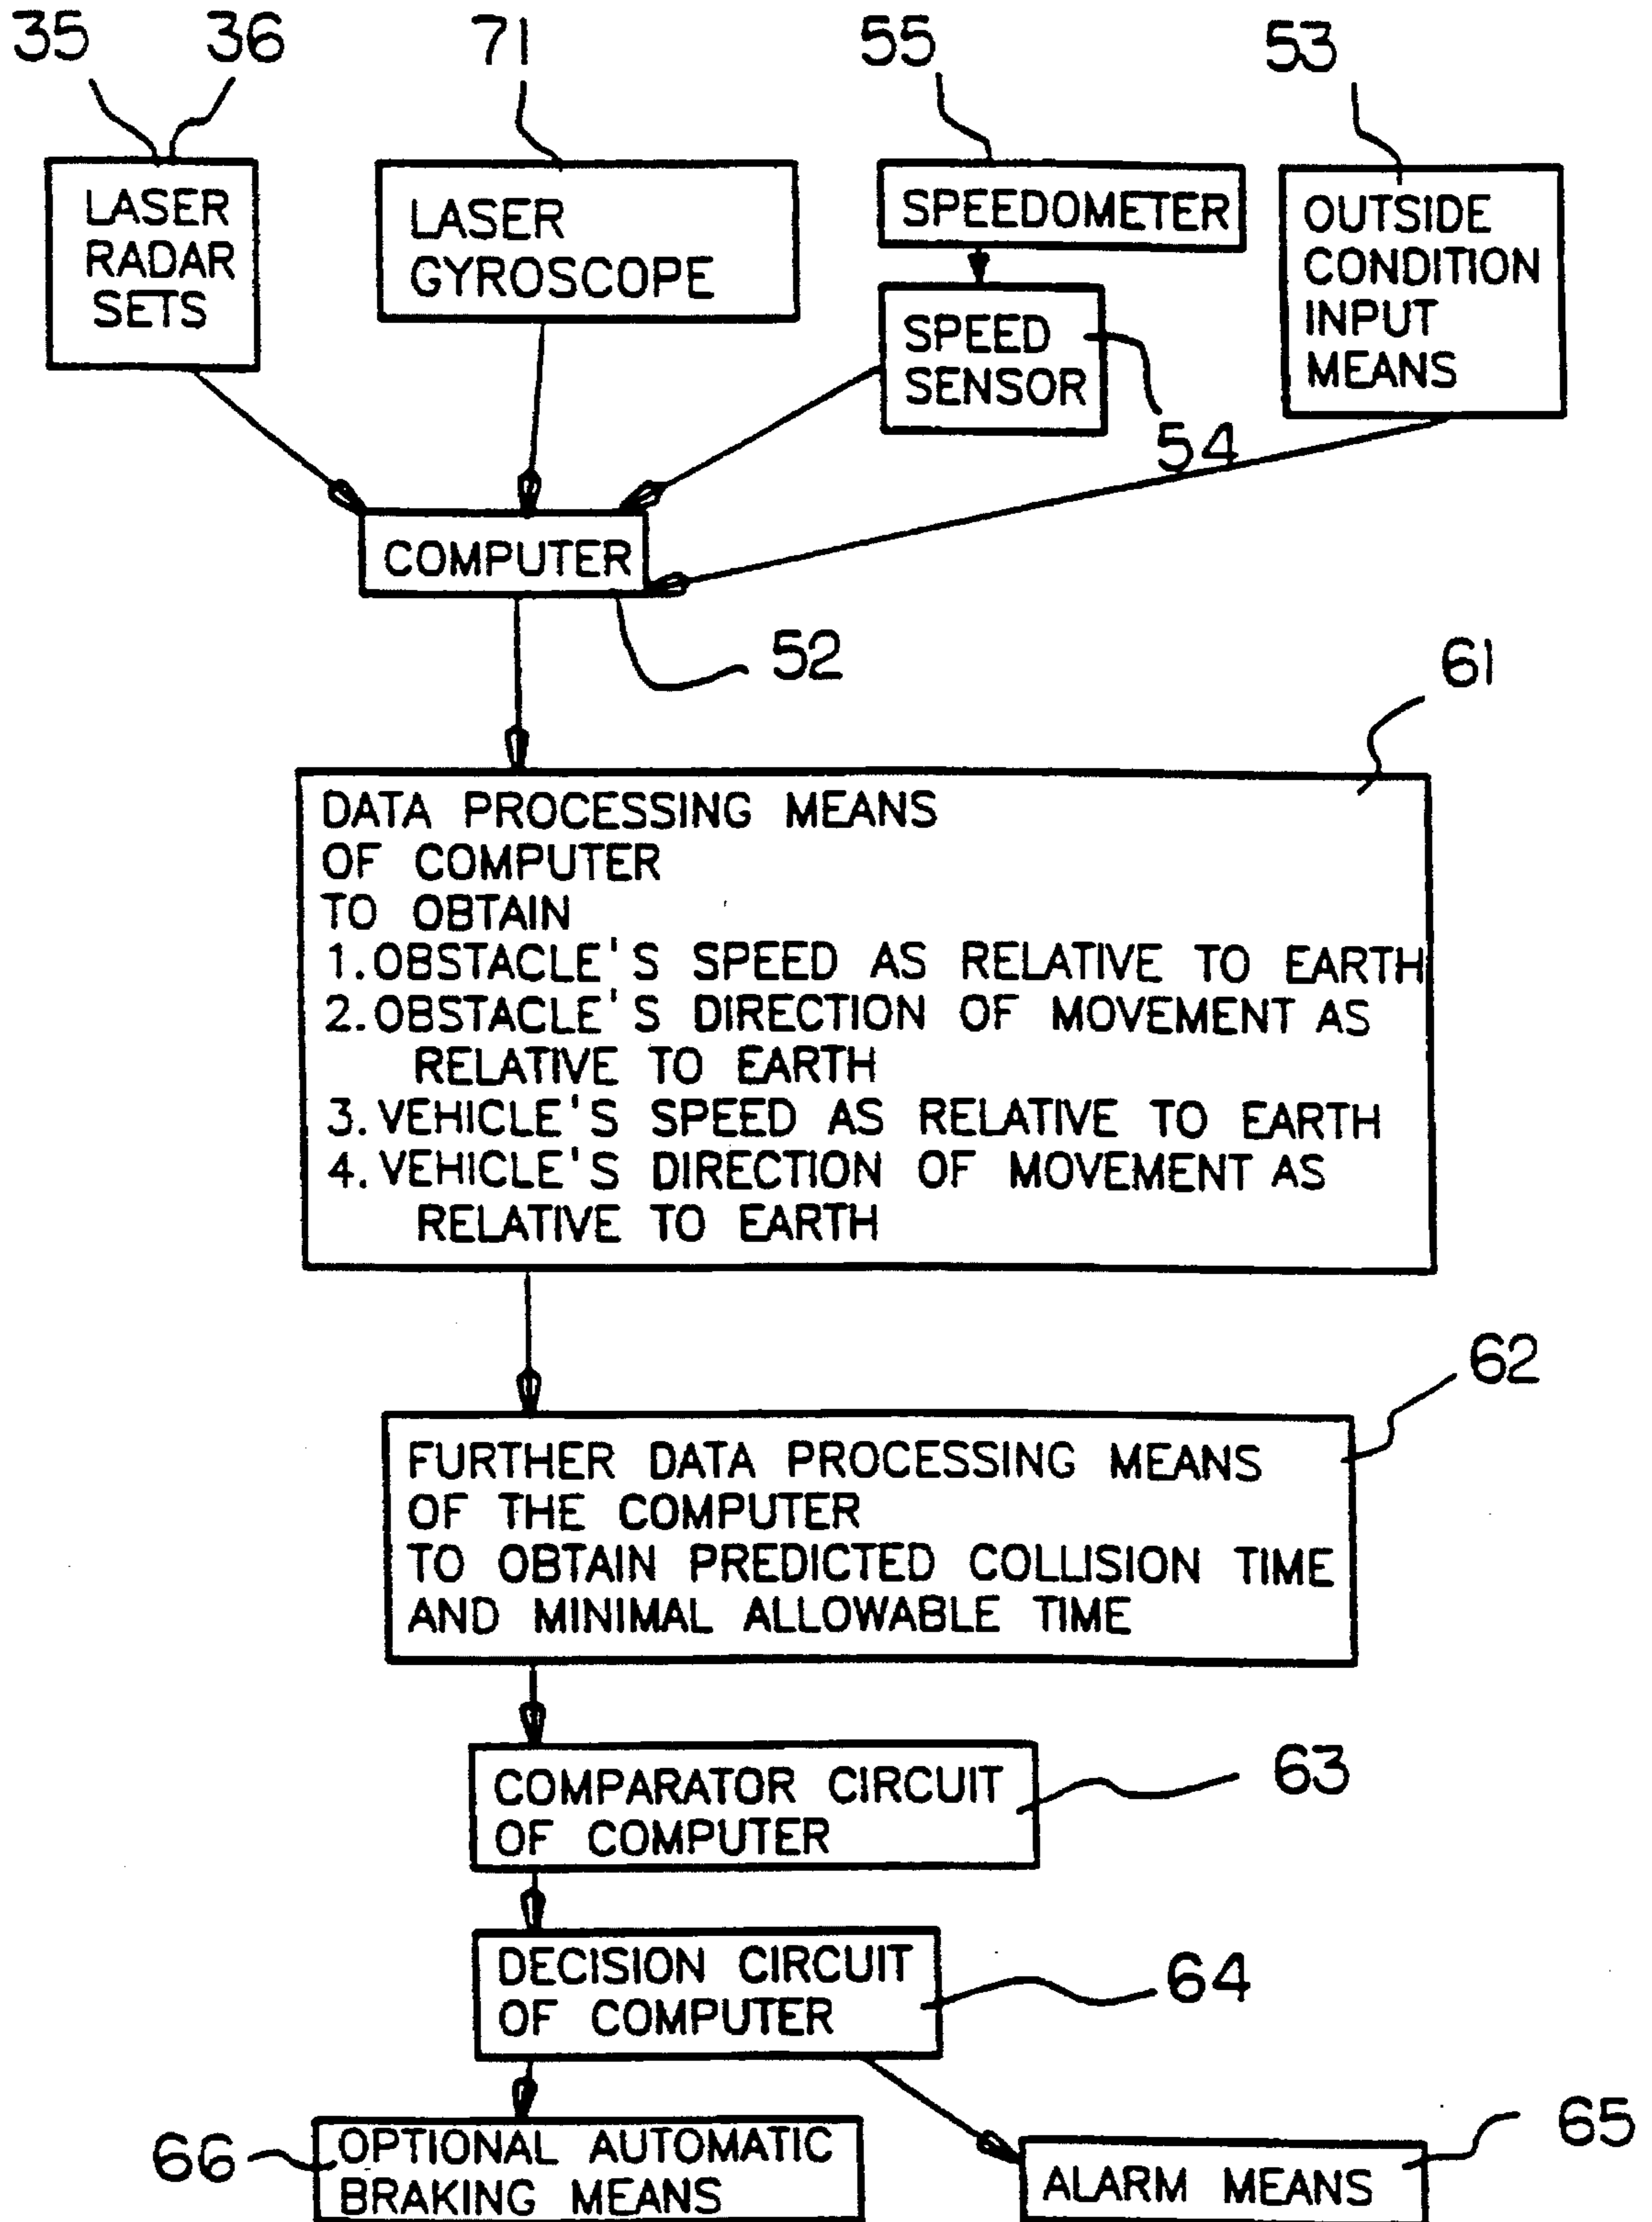 35 36 71 55 53
LASER
RADAR
SETS
LASER
GYROSCOPE
SPEEDOMETER
SPEED
SENSOR
54
OUTSIDE
CONDITION
INPUT
MEANS
COMPUTER
52
61
DATA PROCESSING MEANS
OF COMPUTER
TO OBTAIN
1. OBSTACLE'S SPEED AS RELATIVE TO EARTH
2. OBSTACLE'S DIRECTION OF MOVEMENT AS
RELATIVE TO EARTH
3. VEHICLE'S SPEED AS RELATIVE TO EARTH
4. VEHICLE'S DIRECTION OF MOVEMENT AS
RELATIVE TO EARTH
62
FURTHER DATA PROCESSING MEANS
OF THE COMPUTER
TO OBTAIN PREDICTED COLLISION TIME
AND MINIMAL ALLOWABLE TIME
COMPARATOR CIRCUIT
OF COMPUTER
63
DECISION CIRCUIT
OF COMPUTER
64
66
OPTIONAL AUTOMATIC
BRAKING MEANS
65
ALARM MEANS